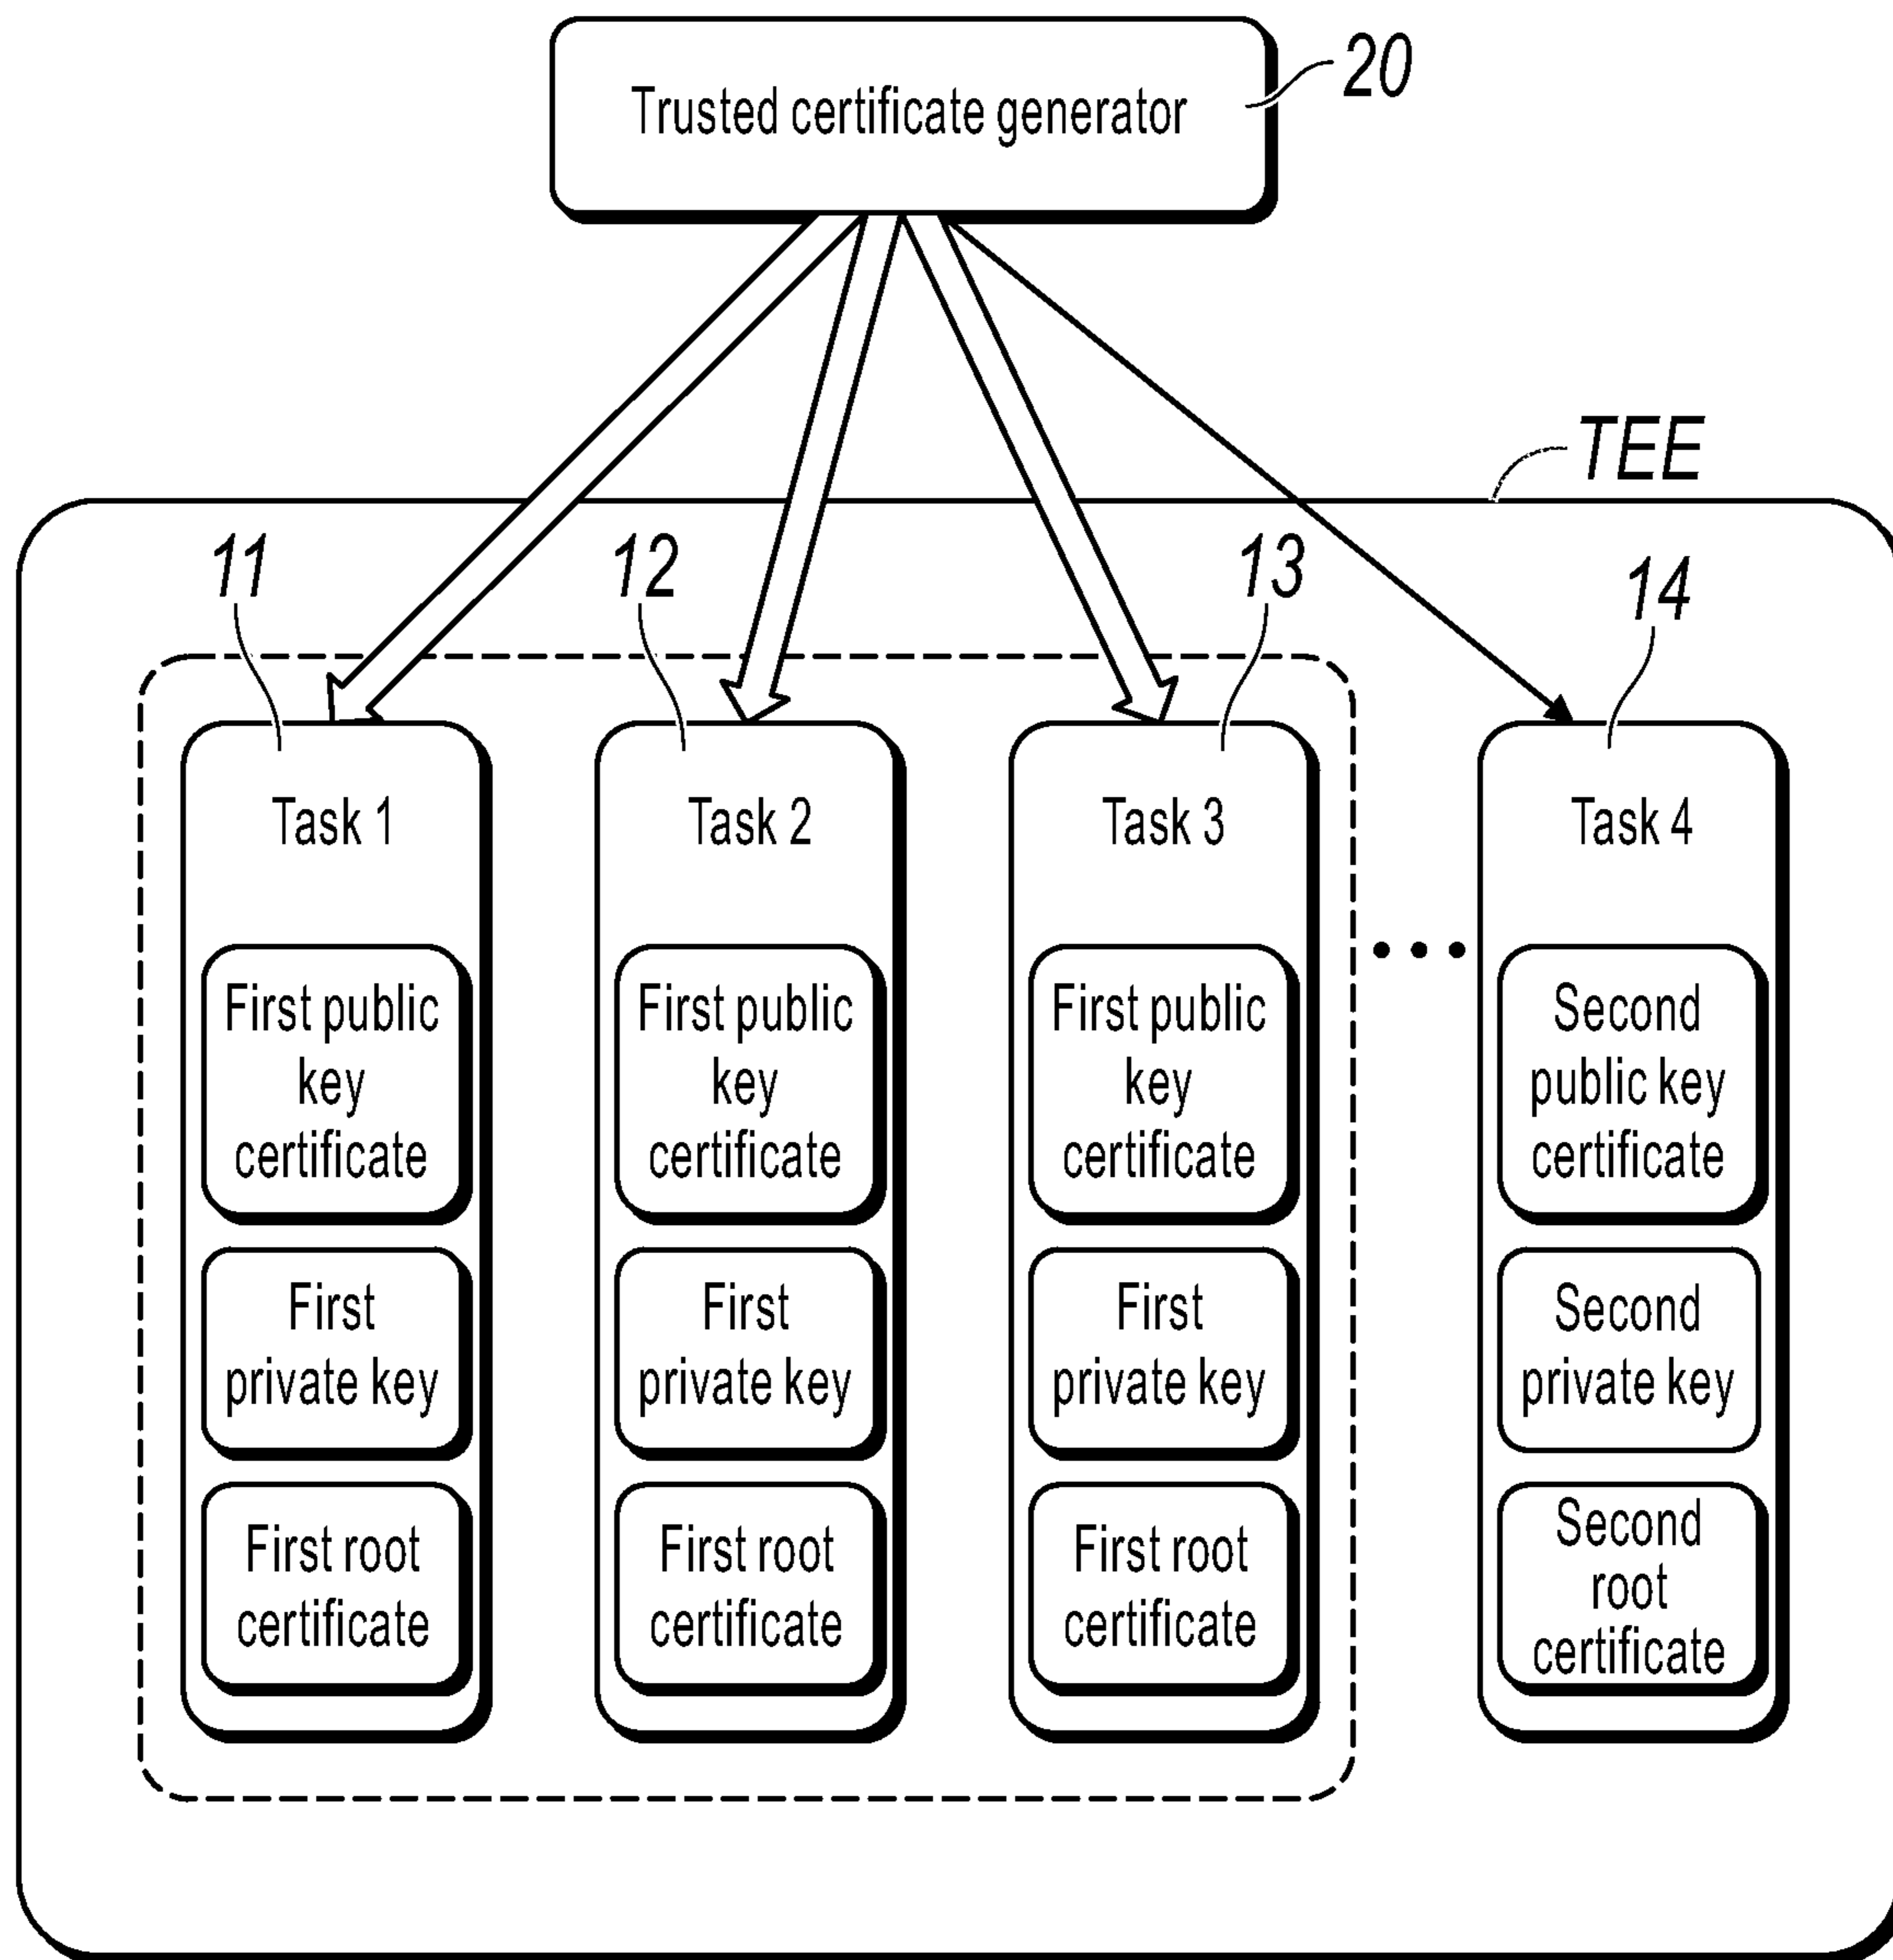 Trusted certificate generator
20
TEE
11
12
13
14
Task 1
First public
key
certificate
First
private key
First root
certificate
Task 2
First public
key
certificate
First
private key
First root
certificate
Task 3
First public
key
certificate
First
private key
First root
certificate
Task 4
Second
public key
certificate
Second
private key
Second
root
certificate